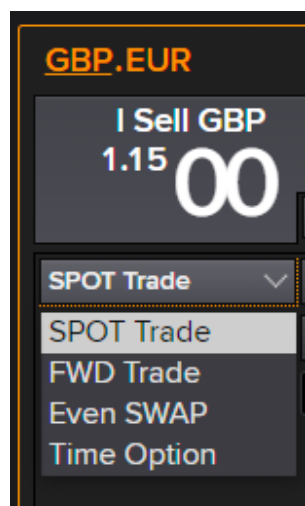 GBP.EUR
I Sell GBP
1.15 00
SPOT Trade
SPOT Trade
FWD Trade
Even SWAP
Time Option